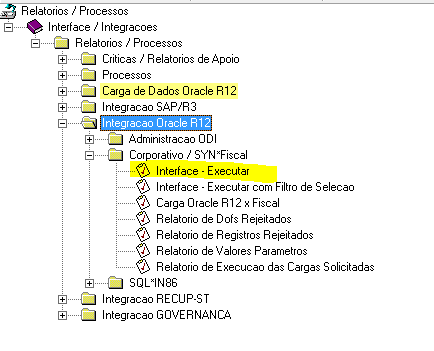 Relatorios / Processos
Interface / Integracoes
Relatorios / Processos
Criticas / Relatorios de Apoio
Processos
Carga de Dados Oracle R12
Integracao SAP/R3
Integracao Oracle R12
Administracao ODI
Corporativo / SYN*Fiscal
Interface - Executar
Interface - Executar com Filtro de Selecao
Carga Oracle R12 x Fiscal
Relatorio de Dofs Rejeitados
Relatorio de Registros Rejeitados
Relatorio de Valores Parametros
Relatorio de Execucao das Cargas Solicitadas
SQL*IN86
Integracao RECUP-ST
Integracao GOVERNANCA